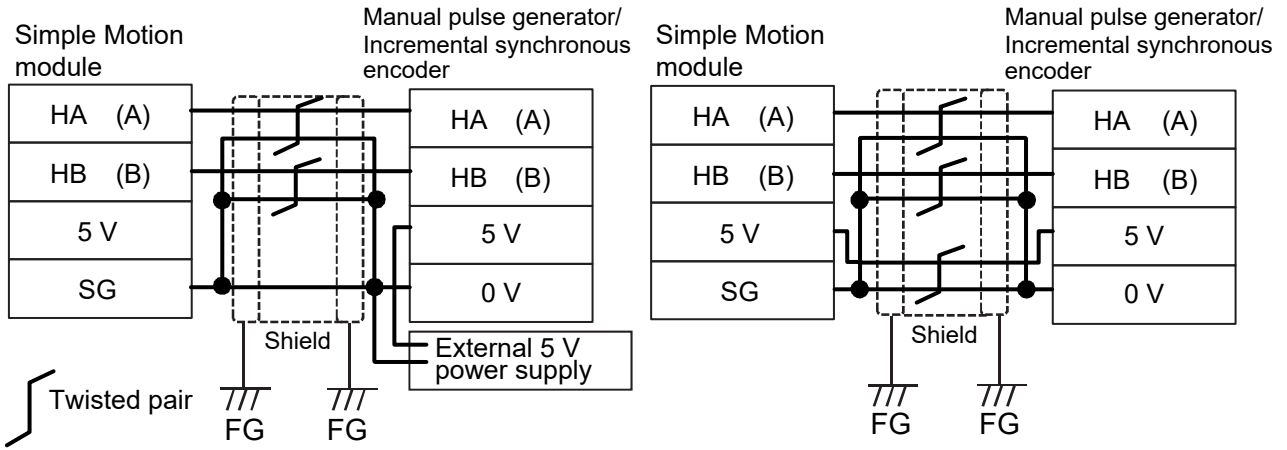 Simple Motion
module
Manual pulse generator/
Incremental synchronous
encoder
HA (A)
HB (B)
5 V
SG
HA (A)
HB (B)
5 V
0 V
Shield
External 5 V
power supply
Twisted pair
FG
FG
Simple Motion
module
Manual pulse generator/
Incremental synchronous
encoder
HA (A)
HB (B)
5 V
SG
HA (A)
HB (B)
5 V
0 V
Shield
FG
FG